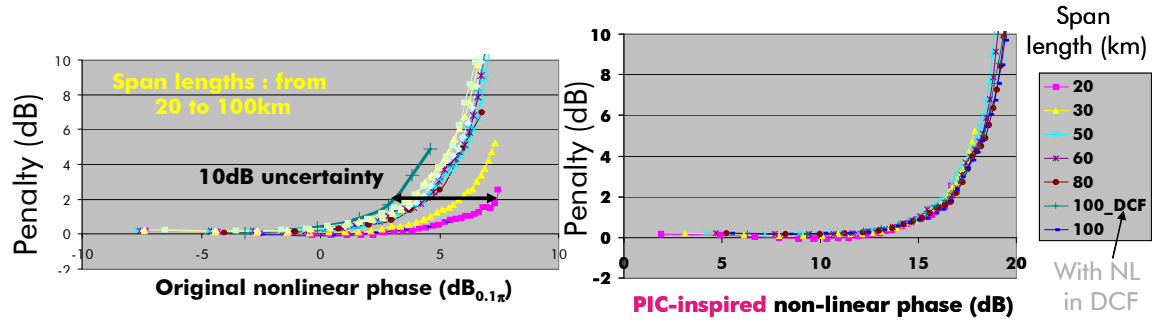 Penalty (dB)
10
8
6
4
2
0
-2
-10
-5
0
5
10
Span lengths : from
20 to 100km
10dB uncertainty
Original nonlinear phase (dB0.1π)
Penalty (dB)
10
8
6
4
2
0
-2
0
5
10
15
20
PIC-inspired non-linear phase (dB)
Span
length (km)
20
30
50
60
80
100_DCF
100
With NL
in DCF